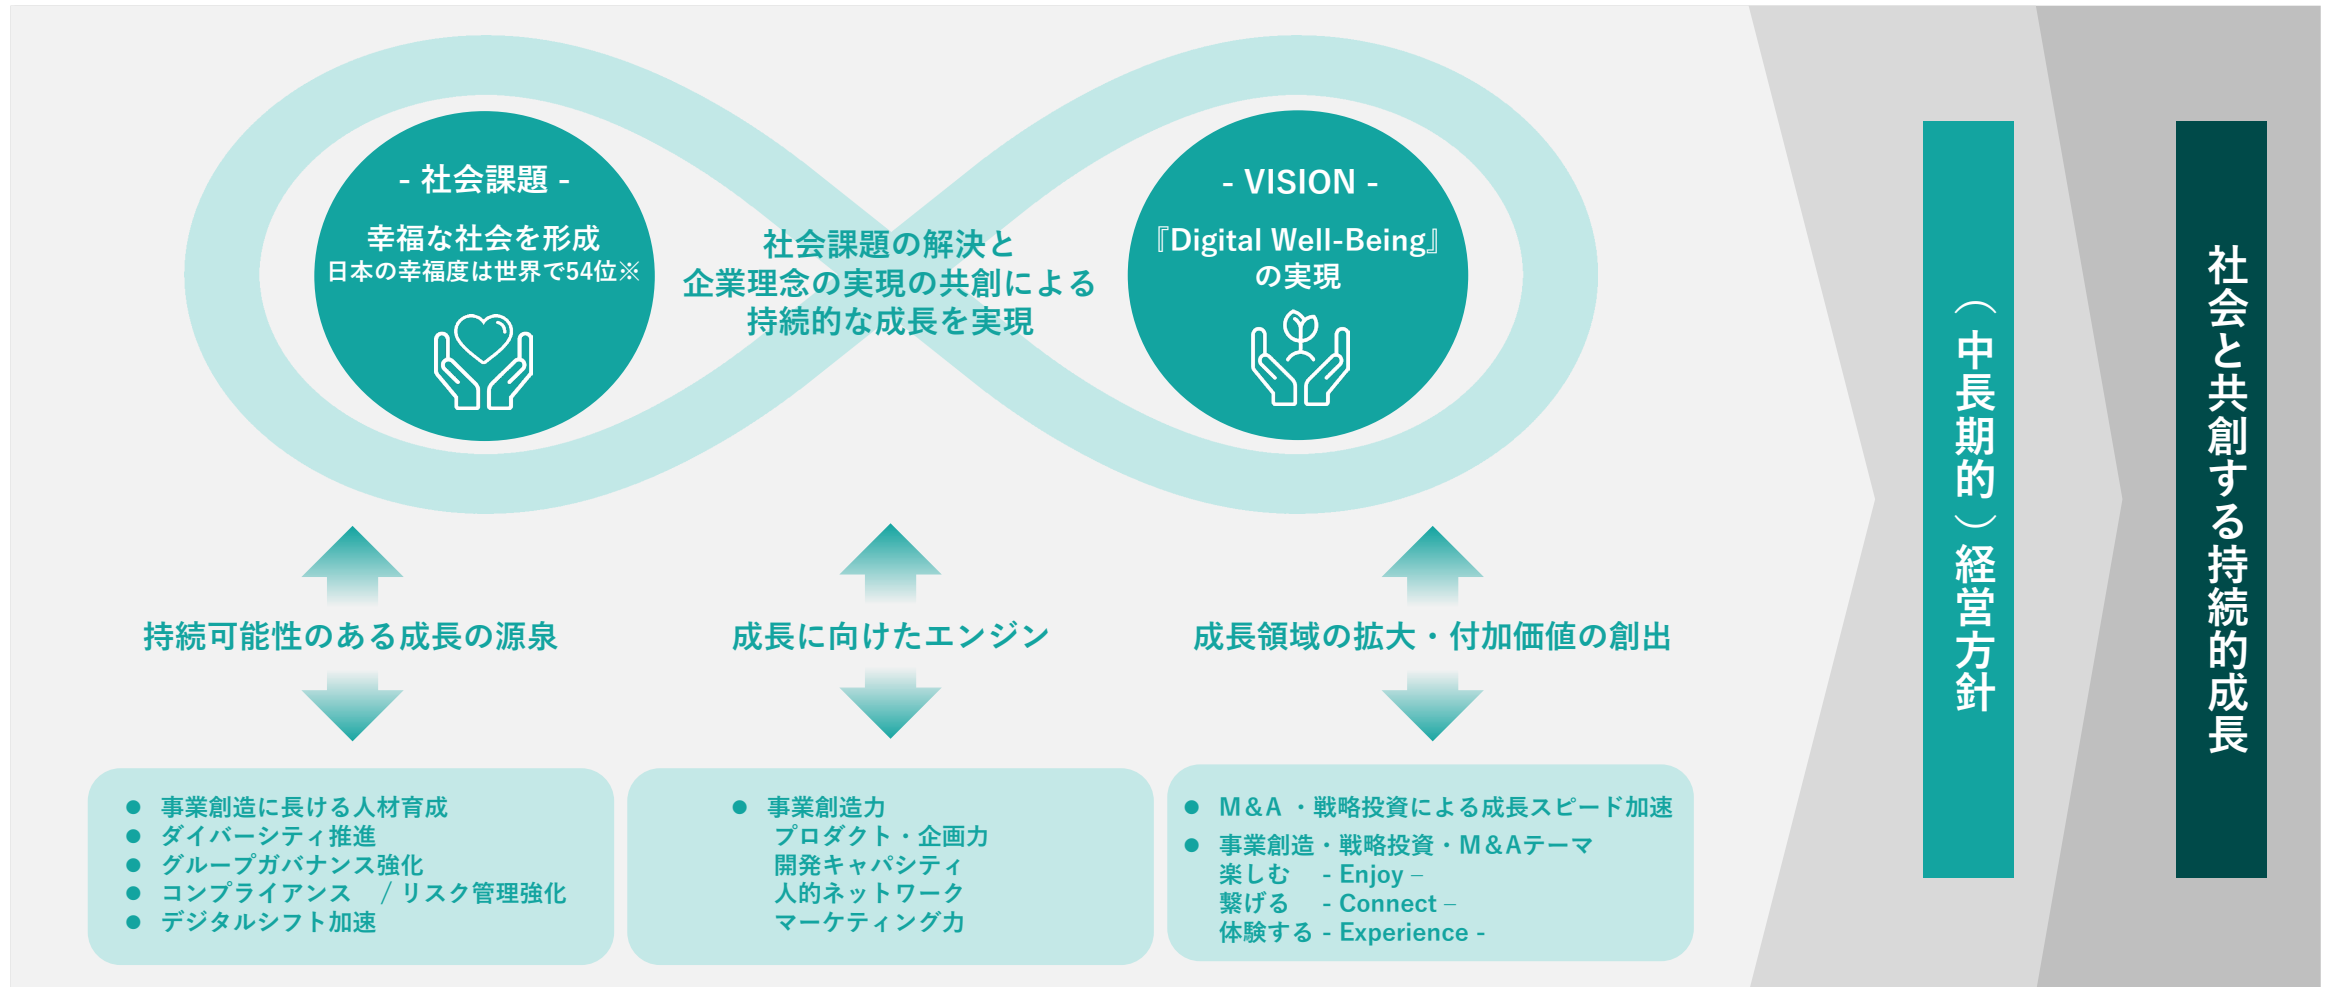 - 社会課題 -
幸福な社会を形成
日本の幸福度は世界で54位※
社会課題の解決と
企業理念の実現の共創による
持続的な成長を実現
- VISION -
『Digital Well-Being』
の実現
持続可能性のある成長の源泉
成長に向けたエンジン
成長領域の拡大・付加価値の創出
● 事業創造に長ける人材育成
● ダイバーシティ推進
● グループガバナンス強化
● コンプライアンス / リスク管理強化
● デジタルシフト加速
● 事業創造力
プロダクト・企画力
開発キャパシティ
人的ネットワーク
マーケティング力
● M&A ・戦略投資による成長スピード加速
● 事業創造・戦略投資・M&Aテーマ
楽しむ - Enjoy –
繋げる - Connect –
体験する - Experience -
（中長期的）経営方針
社会と共創する持続的成長